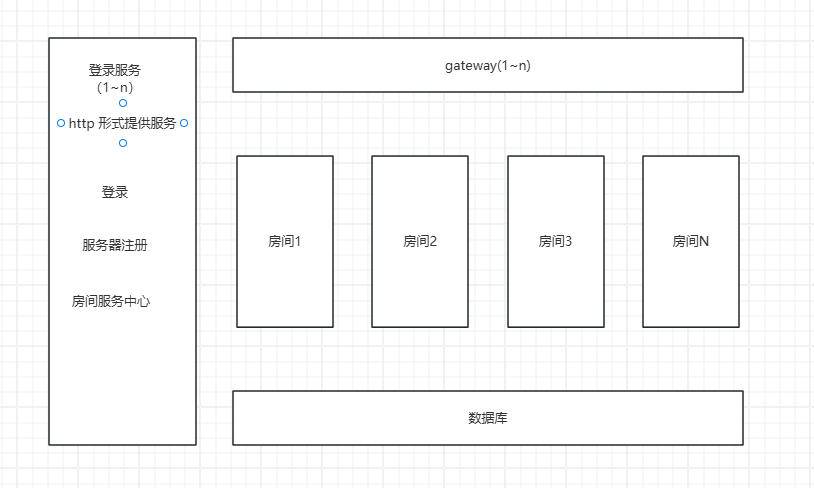 登录服务
（1~n）
http 形式提供服务
登录
服务器注册
房间服务中心
gateway(1~n)
房间1
房间2
房间3
房间N
数据库